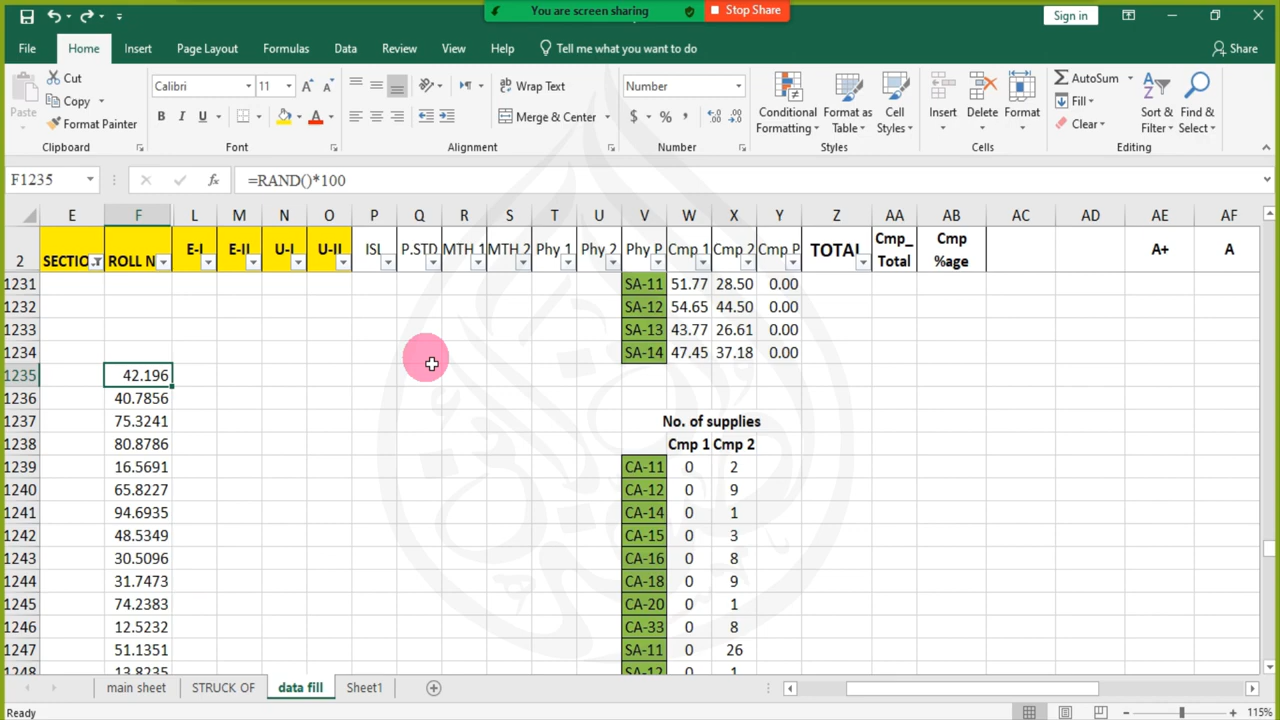 You are screen sharing
Stop Share
Sign in
File Home Insert Page Layout Formulas Data Review View Help Tell me what you want to do Share
Paste
Cut
Copy
Format Painter
Calibri 11
B I U
Wrap Text
Merge & Center
Number
$ % ,
Conditional Formatting
Format as Table
Cell Styles
Insert
Delete
Format
AutoSum
Fill
Clear
Sort & Filter
Find & Select
Clipboard Font Alignment Number Styles Cells Editing
F1235 fx =RAND()*100
E F L M N O P Q R S T U V W X Y Z AA AB AC AD AE AF
2 SECTIO ROLL N E-I E-II U-I U-II ISL P.STD MTH 1 MTH 2 Phy 1 Phy 2 Phy P Cmp 1 Cmp 2 Cmp P TOTAL Cmp_ Total Cmp %age A+ A
1231 SA-11 51.77 28.50 0.00
1232 SA-12 54.65 44.50 0.00
1233 SA-13 43.77 26.61 0.00
1234 SA-14 47.45 37.18 0.00
1235 42.196
1236 40.7856
1237 75.3241 No. of supplies
1238 80.8786 Cmp 1 Cmp 2
1239 16.5691 CA-11 0 2
1240 65.8227 CA-12 0 9
1241 94.6935 CA-14 0 1
1242 48.5349 CA-15 0 3
1243 30.5096 CA-16 0 8
1244 31.7473 CA-18 0 9
1245 74.2383 CA-20 0 1
1246 12.5232 CA-33 0 8
1247 51.1351 SA-11 0 26
1248 13.8235 SA-12 0 1
main sheet STRUCK OF data fill Sheet1
Ready 115%